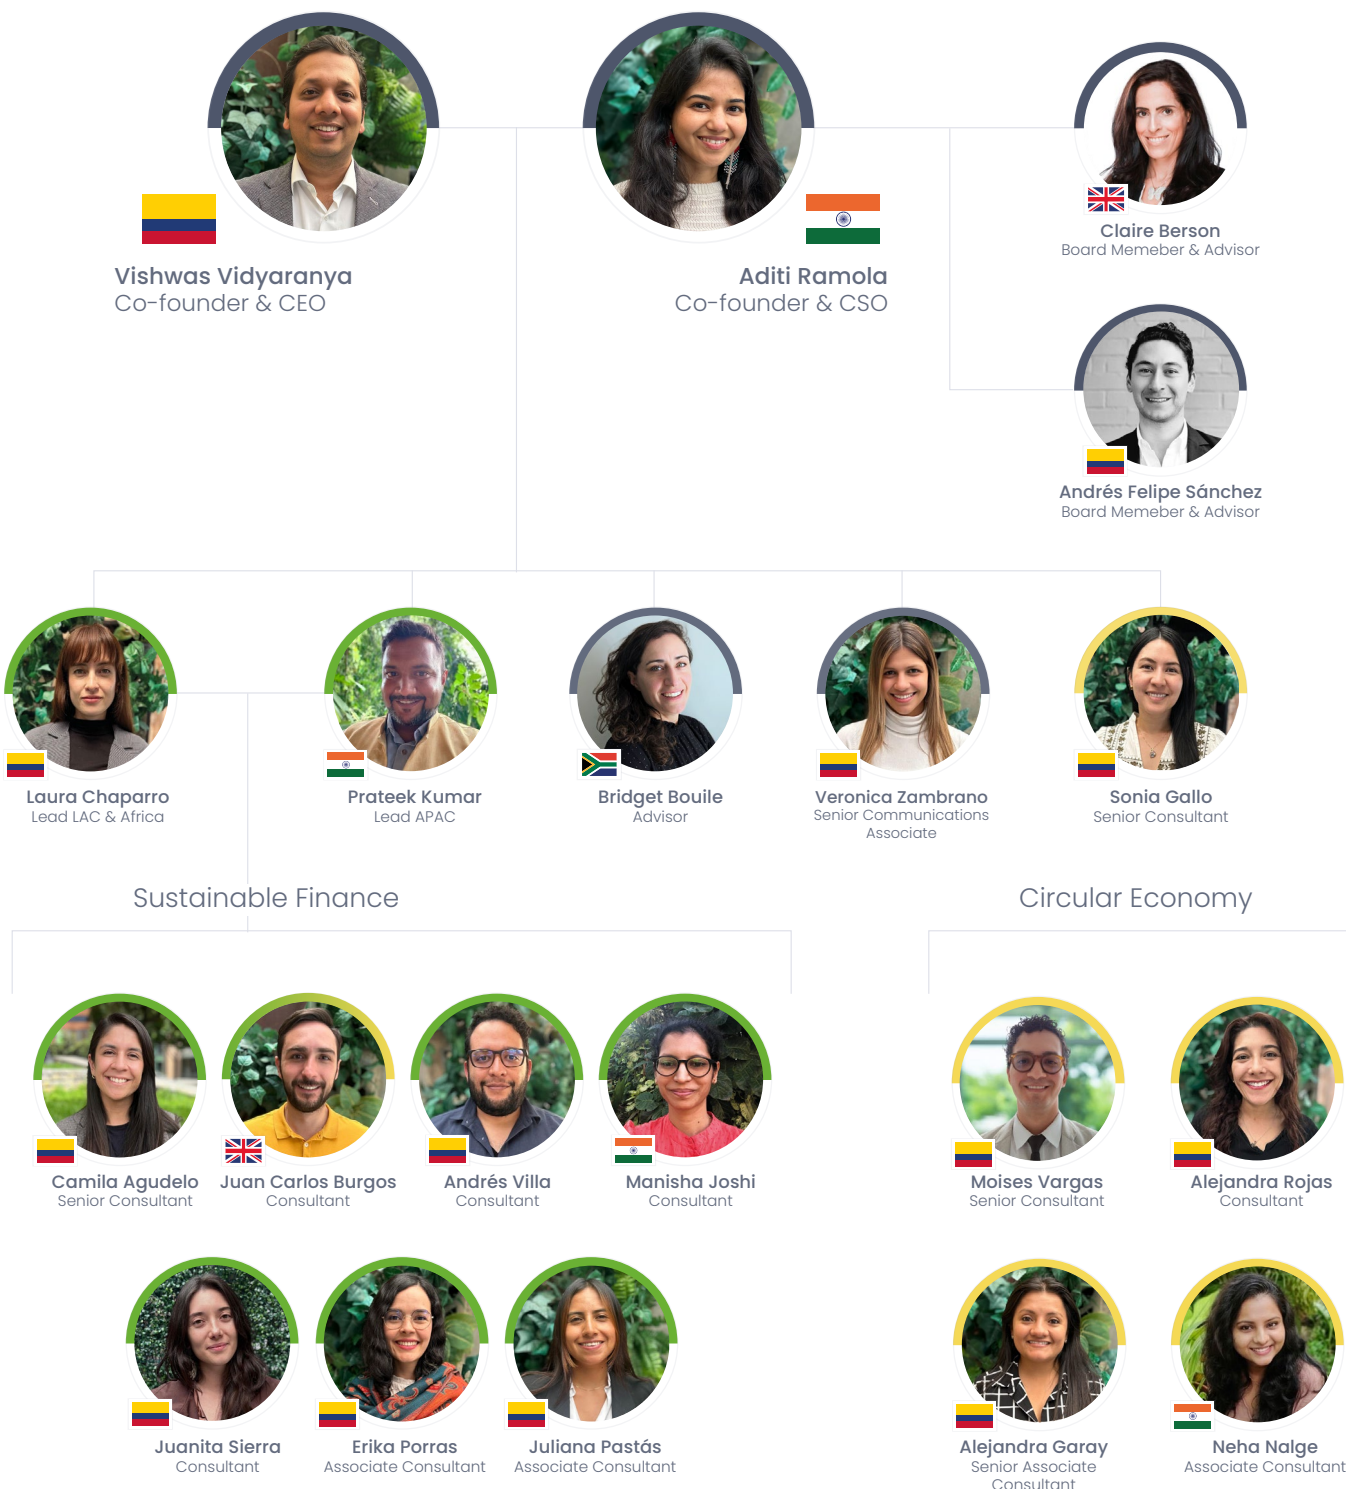 Vishwas Vidyaranya
Co-founder & CEO
Aditi Ramola
Co-founder & CSO
Claire Berson
Board Memeber & Advisor
Andrés Felipe Sánchez
Board Memeber & Advisor
Laura Chaparro
Lead LAC & Africa
Prateek Kumar
Lead APAC
Bridget Bouile
Advisor
Veronica Zambrano
Senior Communications
Associate
Sonia Gallo
Senior Consultant
Sustainable Finance
Circular Economy
Camila Agudelo
Senior Consultant
Juan Carlos Burgos
Consultant
Andrés Villa
Consultant
Manisha Joshi
Consultant
Moises Vargas
Senior Consultant
Alejandra Rojas
Consultant
Juanita Sierra
Consultant
Erika Porras
Associate Consultant
Juliana Pastás
Associate Consultant
Alejandra Garay
Senior Associate
Consultant
Neha Nalge
Associate Consultant